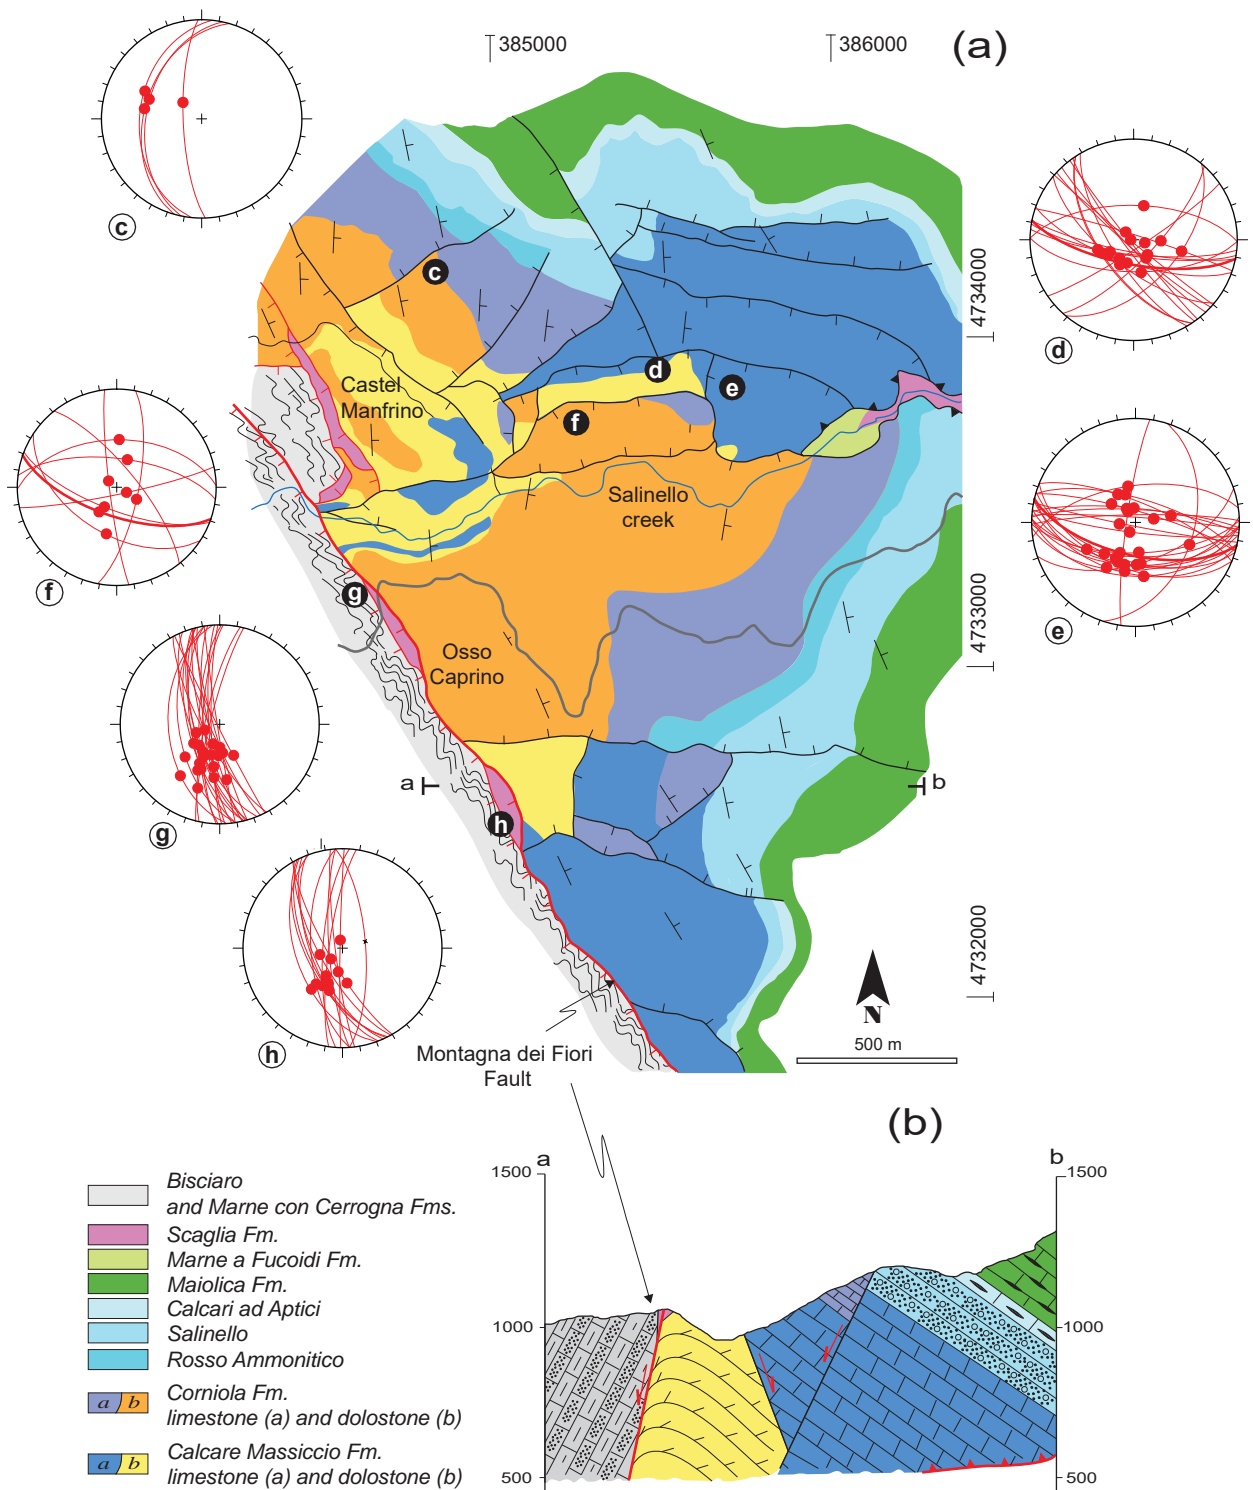 (a)
385000
386000
4734000
4733000
4732000
c
d
e
f
g
h
c
d
e
f
g
h
Castel
Manfrino
Salinello
creek
Osso
Caprino
a
b
N
500 m
Montagna dei Fiori
Fault
(b)
a
b
1500
1500
1000
1000
500
500
Bisciaro
and Marne con Cerrogna Fms.
Scaglia Fm.
Marne a Fucoidi Fm.
Maiolica Fm.
Calcari ad Aptici
Salinello
Rosso Ammonitico
a b
Corniola Fm.
limestone (a) and dolostone (b)
a b
Calcare Massiccio Fm.
limestone (a) and dolostone (b)